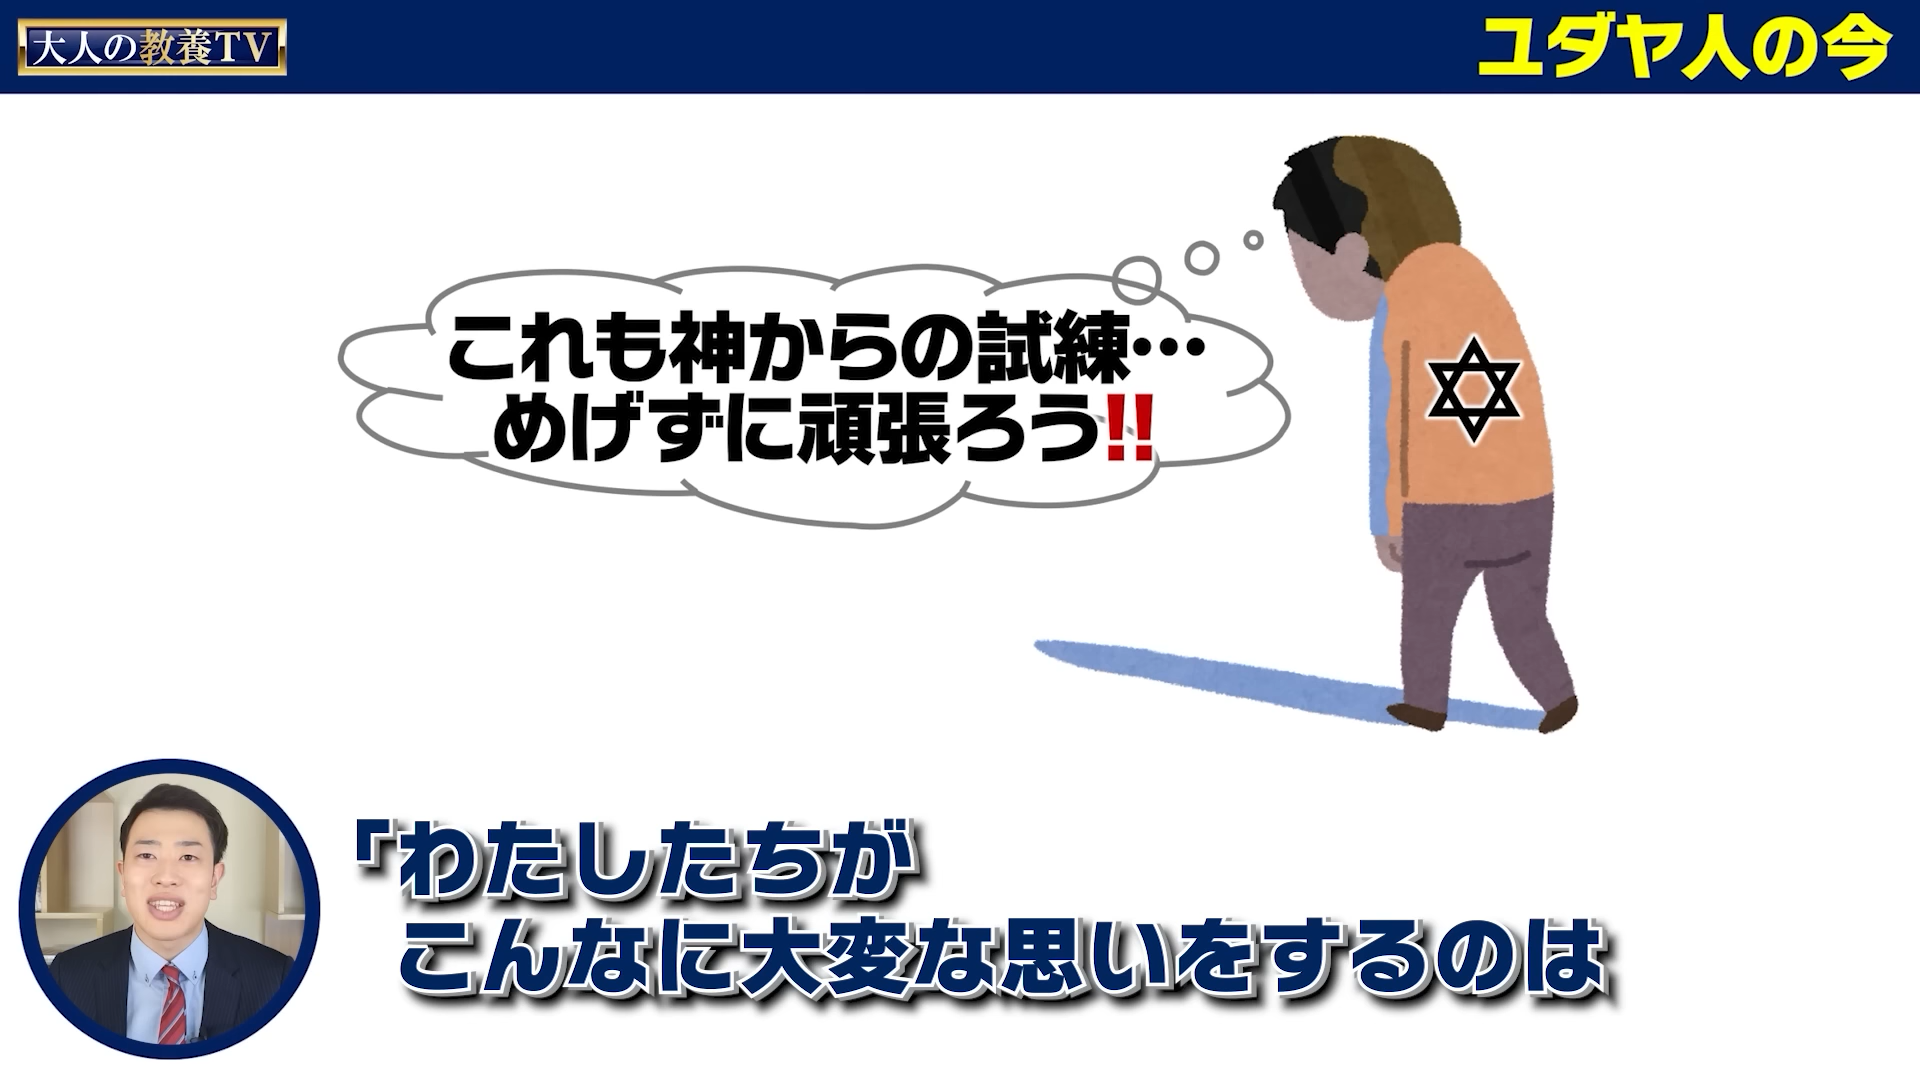 大人の教養TV
ユダヤ人の今
これも神からの試練…
めげずに頑張ろう!!
「わたしたちが
こんなに大変な思いをするのは